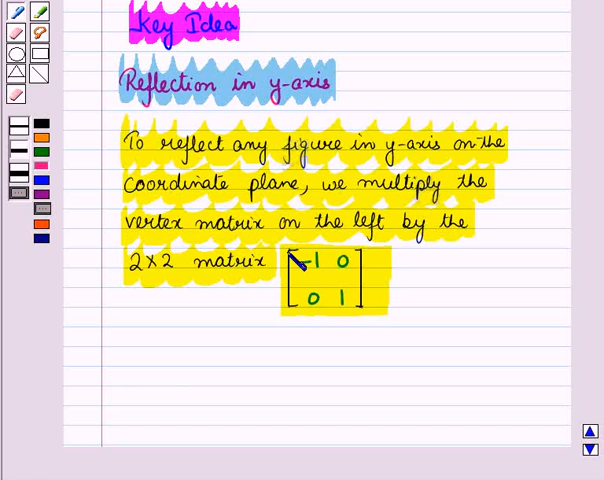 Key Idea
Reflection in y-axis
To reflect any figure in y-axis on the
coordinate plane, we multiply the
vertex matrix on the left by the
2×2 matrix [-1 0
0 1]